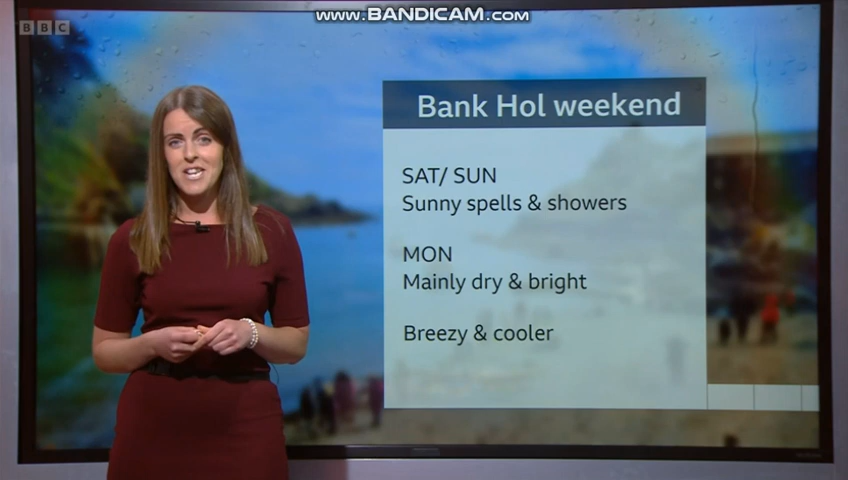 BBC
www.BANDICAM.com
Bank Hol weekend
SAT/ SUN
Sunny spells & showers
MON
Mainly dry & bright
Breezy & cooler